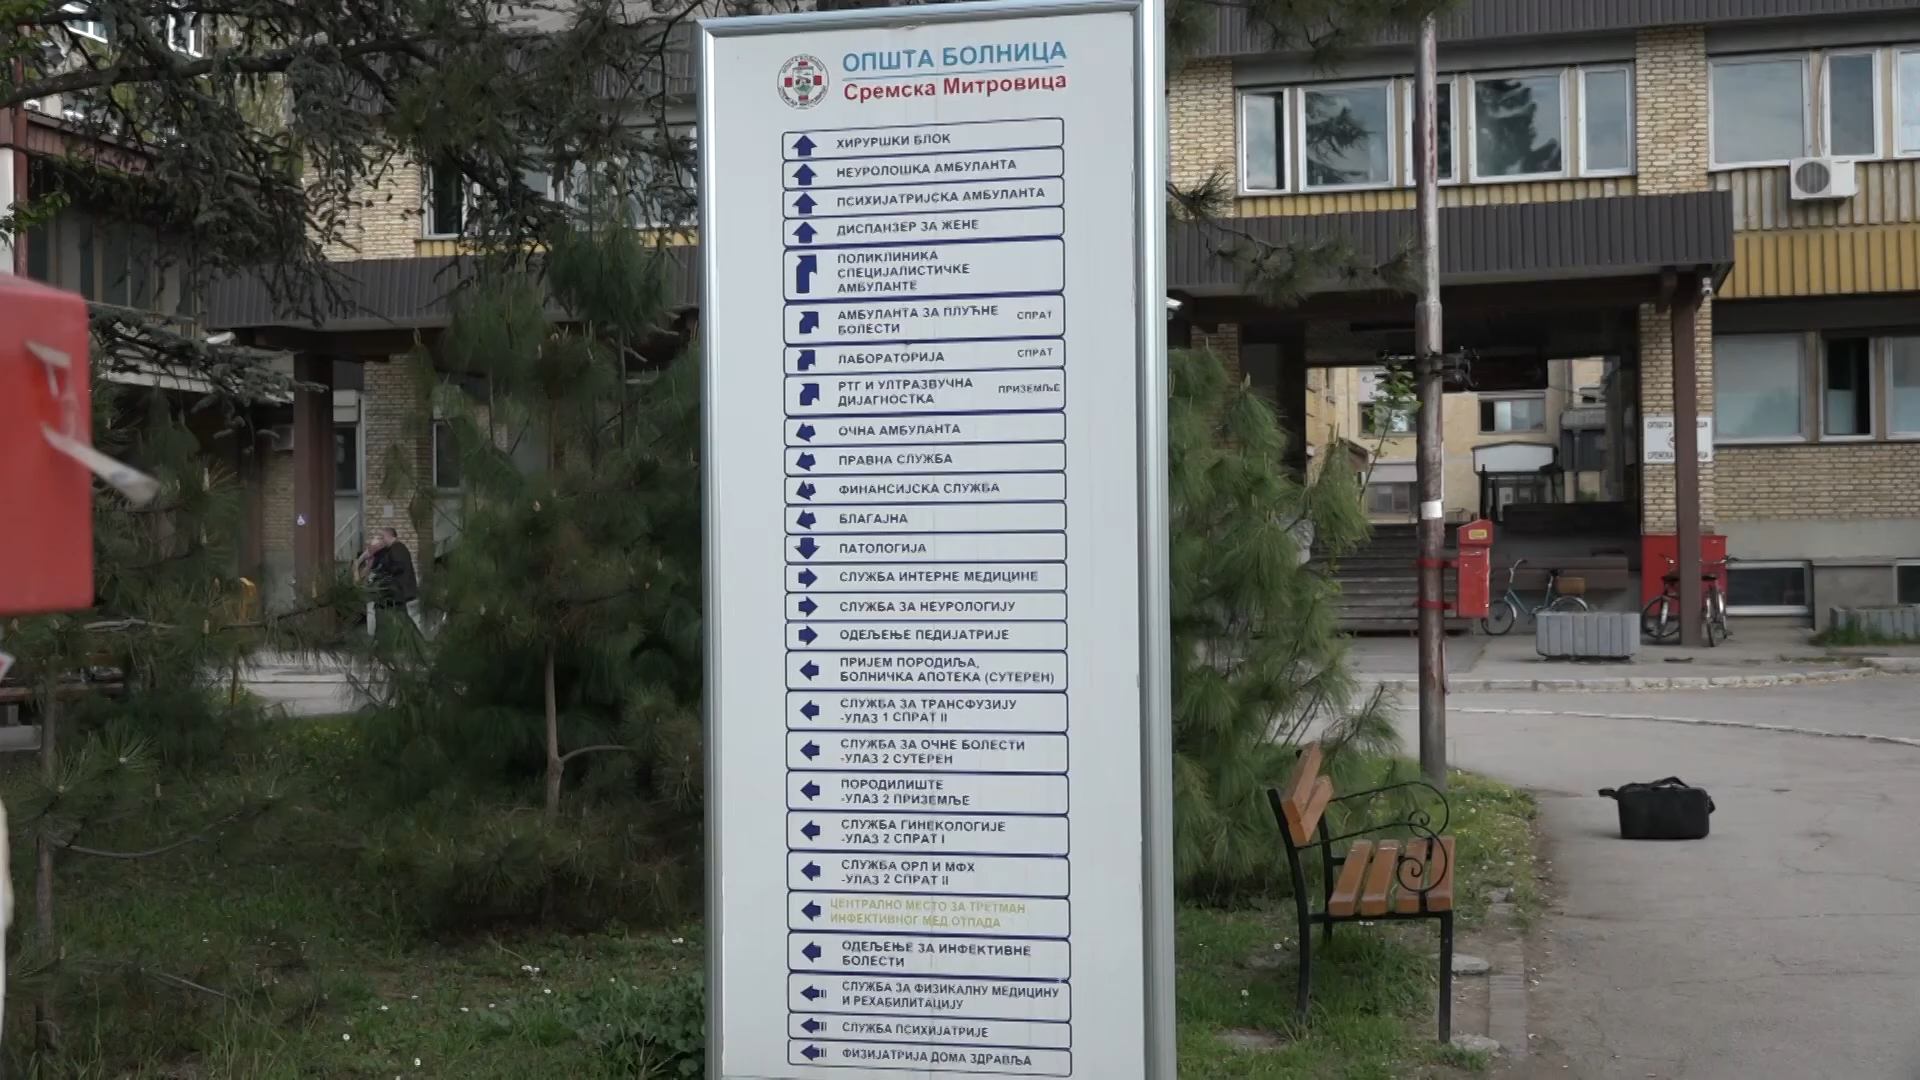 ОПШТА БОЛНИЦА
Сремска Митровица
ХИРУРШКИ БЛОК
НЕУРОЛОШКА АМБУЛАНТА
ПСИХИЈАТРИЈСКА АМБУЛАНТА
ДИСПАНЗЕР ЗА ЖЕНЕ
ПОЛИКЛИНИКА
СПЕЦИЈАЛИСТИЧКЕ
АМБУЛАНТЕ
АМБУЛАНТА ЗА ПЛУЋНЕ СПРАТ
БОЛЕСТИ
ЛАБОРАТОРИЈА СПРАТ
РТГ И УЛТРАЗВУЧНА ПРИЗЕМЉЕ
ДИЈАГНОСТКА
ОЧНА АМБУЛАНТА
ПРАВНА СЛУЖБА
ФИНАНСИЈСКА СЛУЖБА
БЛАГАЈНА
ПАТОЛОГИЈА
СЛУЖБА ИНТЕРНЕ МЕДИЦИНЕ
СЛУЖБА ЗА НЕУРОЛОГИЈУ
ОДЕЉЕЊЕ ПЕДИЈАТРИЈЕ
ПРИЈЕМ ПОРОДИЉА,
БОЛНИЧКА АПОТЕКА (СУТЕРЕН)
СЛУЖБА ЗА ТРАНСФУЗИЈУ
-УЛАЗ 1 СПРАТ II
СЛУЖБА ЗА ОЧНЕ БОЛЕСТИ
-УЛАЗ 2 СУТЕРЕН
ПОРОДИЛИШТЕ
-УЛАЗ 2 ПРИЗЕМЉЕ
СЛУЖБА ГИНЕКОЛОГИЈЕ
-УЛАЗ 2 СПРАТ I
СЛУЖБА ОРЛ И МФХ
-УЛАЗ 2 СПРАТ II
ЦЕНТРАЛНО МЕСТО ЗА ТРЕТМАН
ИНФЕКТИВНОГ МЕД ОТПАДА
ОДЕЉЕЊЕ ЗА ИНФЕКТИВНЕ
БОЛЕСТИ
СЛУЖБА ЗА ФИЗИКАЛНУ МЕДИЦИНУ
И РЕХАБИЛИТАЦИЈУ
СЛУЖБА ПСИХИЈАТРИЈЕ
ФИЗИЈАТРИЈА ДОМА ЗДРАВЉА